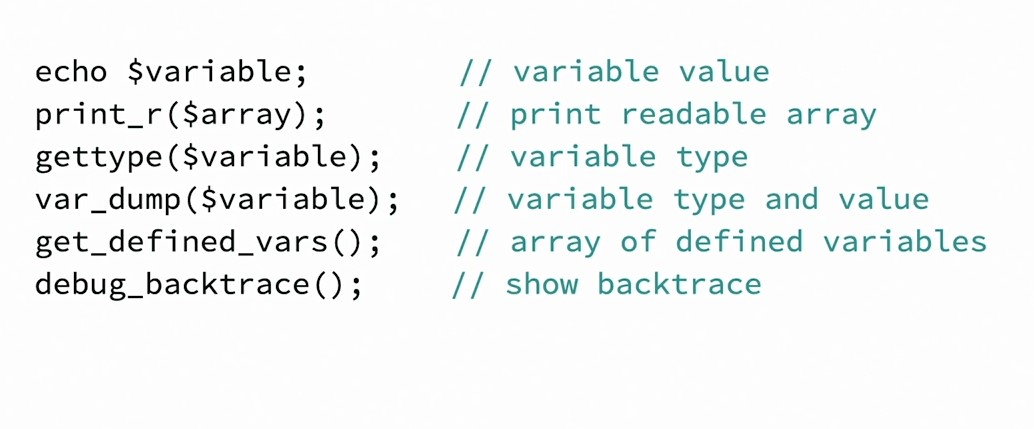 echo $variable; // variable value
print_r($array); // print readable array
gettype($variable); // variable type
var_dump($variable); // variable type and value
get_defined_vars(); // array of defined variables
debug_backtrace(); // show backtrace